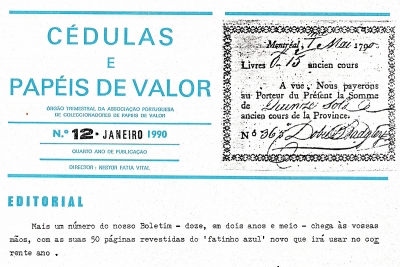 CÉDULAS
E
PAPÉIS DE VALOR
ÓRGÃO TRIMESTRAL DA ASSOCIAÇÃO PORTUGUESA
DE COLECCIONADORES DE PAPEIS DE VALOR
N.º 12 • JANEIRO 1990
QUARTO ANO DE PUBLICAÇÃO
DIRECTOR: NESTOR FATIA VITAL
Montréal, 7 Mai 1790
Livres 0,,15 ancien cours
A vue, Nous payerons
au Porteur du Préſent la Somme
de Quinze Sols
ancien cours de la Province.
Nº 365
EDITORIAL
Mais um número do nosso Boletim - doze, em dois anos e meio - chega às vossas
mãos, com as suas 50 páginas revestidas do 'fatinho azul' novo que irá usar no cor
rente ano .